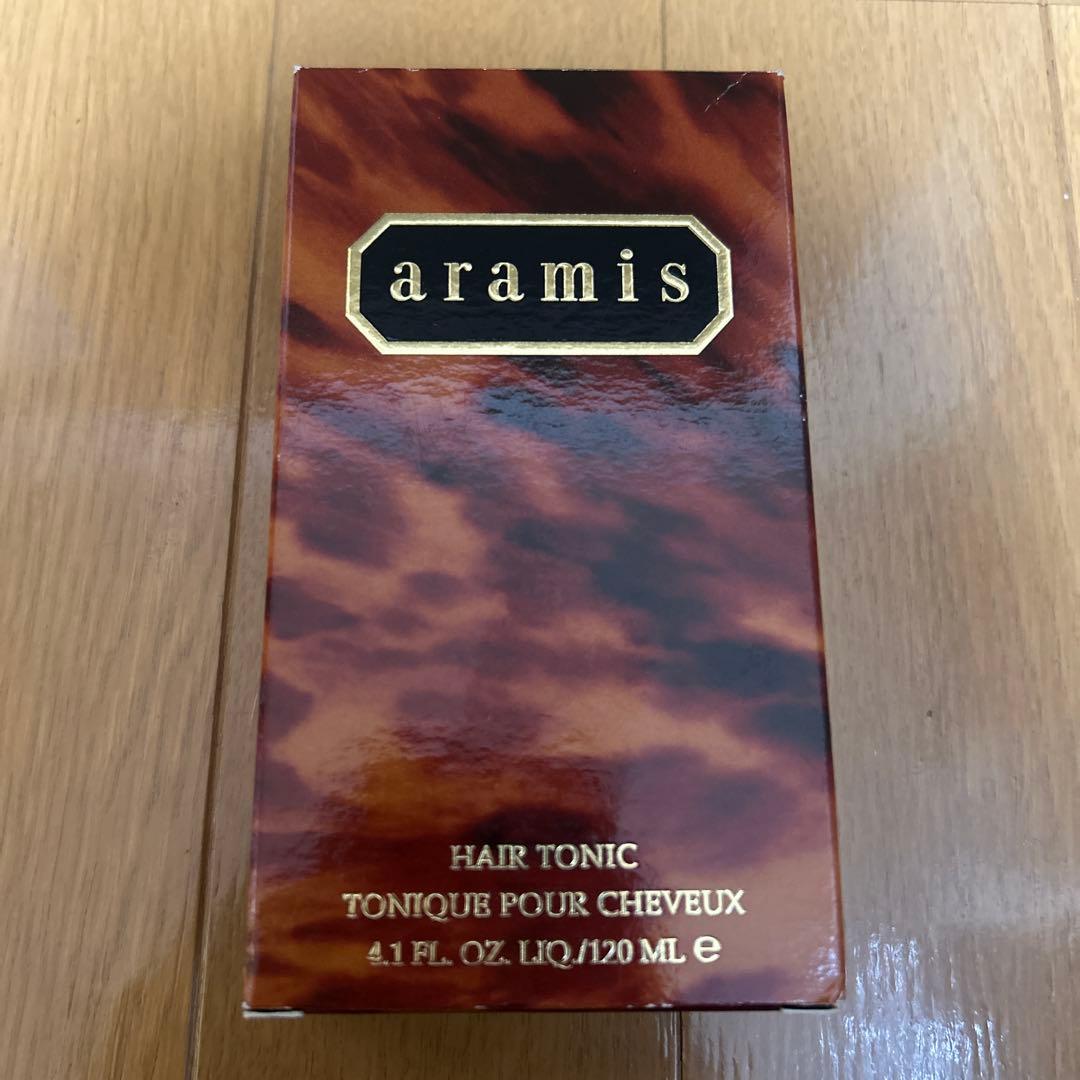 aramis
HAIR TONIC
TONIQUE POUR CHEVEUX
4.1 FL. OZ. LIQ./120 ML ℮